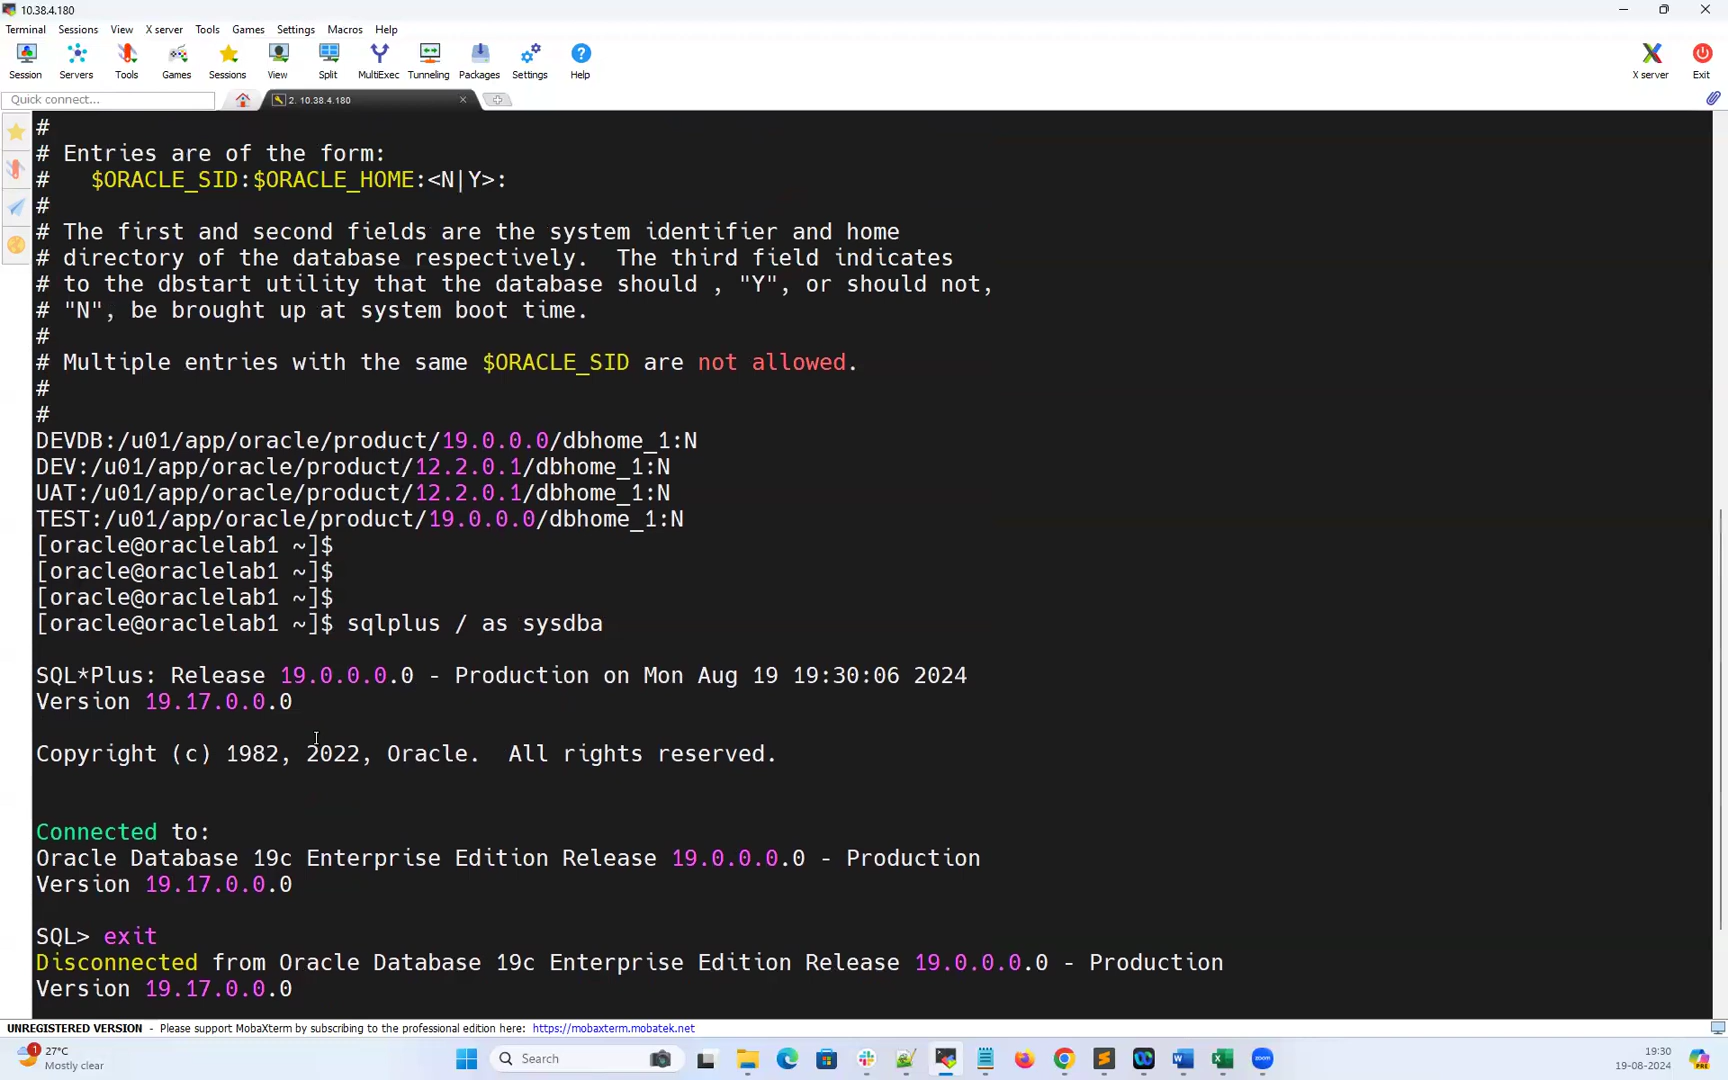 10.38.4.180
Terminal Sessions View X server Tools Games Settings Macros Help
Session Servers Tools Games Sessions View Split MultiExec Tunneling Packages Settings Help X server Exit
Quick connect... 2. 10.38.4.180
#
# Entries are of the form:
#   $ORACLE_SID:$ORACLE_HOME:<N|Y>:
#
# The first and second fields are the system identifier and home
# directory of the database respectively.  The third field indicates
# to the dbstart utility that the database should , "Y", or should not,
# "N", be brought up at system boot time.
#
# Multiple entries with the same $ORACLE_SID are not allowed.
#
#
DEVDB:/u01/app/oracle/product/19.0.0.0/dbhome_1:N
DEV:/u01/app/oracle/product/12.2.0.1/dbhome_1:N
UAT:/u01/app/oracle/product/12.2.0.1/dbhome_1:N
TEST:/u01/app/oracle/product/19.0.0.0/dbhome_1:N
[oracle@oraclelab1 ~]$
[oracle@oraclelab1 ~]$
[oracle@oraclelab1 ~]$
[oracle@oraclelab1 ~]$ sqlplus / as sysdba
SQL*Plus: Release 19.0.0.0.0 - Production on Mon Aug 19 19:30:06 2024
Version 19.17.0.0.0
Copyright (c) 1982, 2022, Oracle.  All rights reserved.
Connected to:
Oracle Database 19c Enterprise Edition Release 19.0.0.0.0 - Production
Version 19.17.0.0.0
SQL> exit
Disconnected from Oracle Database 19c Enterprise Edition Release 19.0.0.0.0 - Production
Version 19.17.0.0.0
UNREGISTERED VERSION - Please support MobaXterm by subscribing to the professional edition here: https://mobaxterm.mobatek.net
1 27°C
Mostly clear
Search
zoom
PRE
19:30
19-08-2024